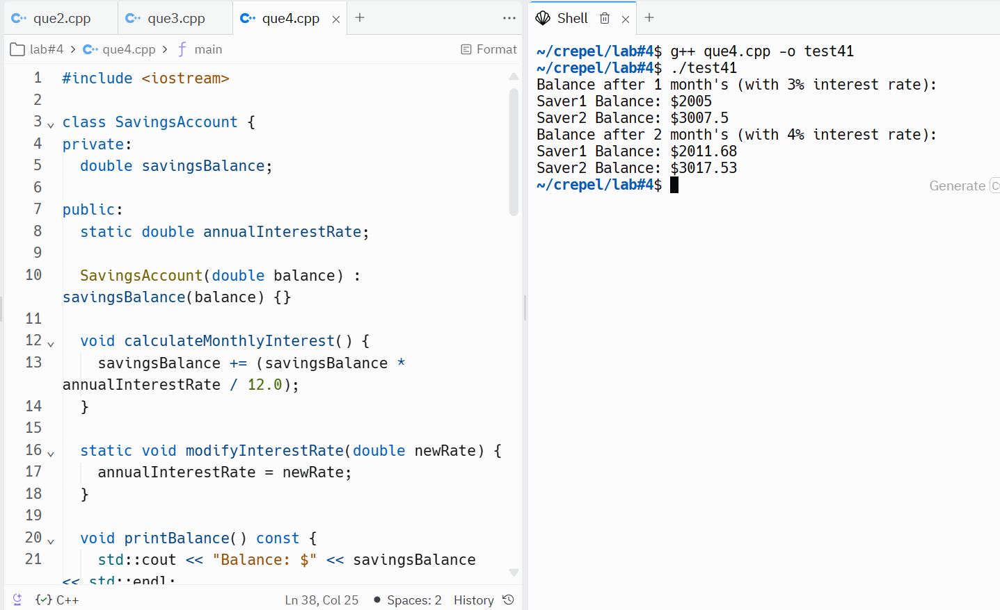 que2.cpp
que3.cpp
que4.cpp
lab#4 > que4.cpp > f main
Format
1 #include <iostream>
2
3 class SavingsAccount {
4 private:
5 double savingsBalance;
6
7 public:
8 static double annualInterestRate;
9
10 SavingsAccount(double balance) :
savingsBalance(balance) {}
11
12 void calculateMonthlyInterest() {
13 savingsBalance += (savingsBalance *
annualInterestRate / 12.0);
14 }
15
16 static void modifyInterestRate(double newRate) {
17 annualInterestRate = newRate;
18 }
19
20 void printBalance() const {
21 std::cout << "Balance: $" << savingsBalance
<< std::endl;
{✓} C++
Ln 38, Col 25
Spaces: 2
History
Shell
~/crepel/lab#4$ g++ que4.cpp -o test41
~/crepel/lab#4$ ./test41
Balance after 1 month's (with 3% interest rate):
Saver1 Balance: $2005
Saver2 Balance: $3007.5
Balance after 2 month's (with 4% interest rate):
Saver1 Balance: $2011.68
Saver2 Balance: $3017.53
~/crepel/lab#4$
Generate